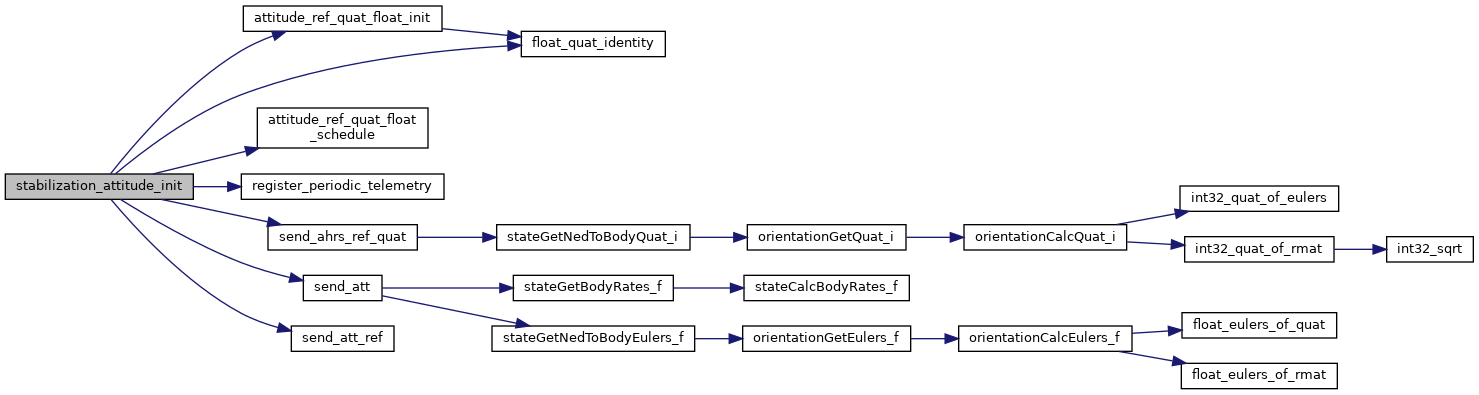 attitude_ref_quat_float_init
float_quat_identity
attitude_ref_quat_float
_schedule
stabilization_attitude_init
register_periodic_telemetry
int32_quat_of_eulers
send_ahrs_ref_quat
stateGetNedToBodyQuat_i
orientationGetQuat_i
orientationCalcQuat_i
int32_quat_of_rmat
int32_sqrt
send_att
stateGetBodyRates_f
stateCalcBodyRates_f
float_eulers_of_quat
send_att_ref
stateGetNedToBodyEulers_f
orientationGetEulers_f
orientationCalcEulers_f
float_eulers_of_rmat